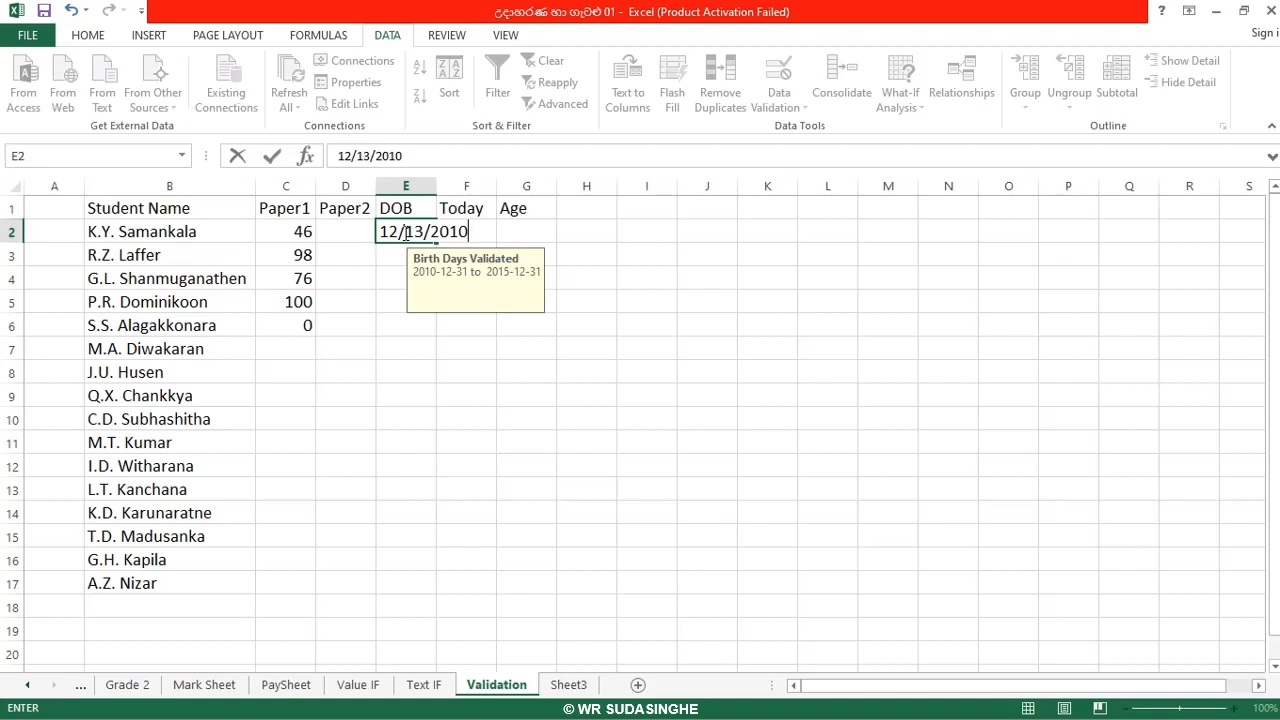 උදාහරණ හා ගැටළු 01 - Excel (Product Activation Failed)
FILE HOME INSERT PAGE LAYOUT FORMULAS DATA REVIEW VIEW Sign i
From Access From Web From Text From Other Sources Existing Connections Refresh All Connections Properties Edit Links Sort Filter Clear Reapply Advanced Text to Columns Flash Fill Remove Duplicates Data Validation Consolidate What-If Analysis Relationships Group Ungroup Subtotal Show Detail Hide Detail
Get External Data Connections Sort & Filter Data Tools Outline
E2 fx 12/13/2010
A B C D E F G H I J K L M N O P Q R S
1 Student Name Paper1 Paper2 DOB Today Age
2 K.Y. Samankala 46 12/13/2010
3 R.Z. Laffer 98 Birth Days Validated
2010-12-31 to 2015-12-31
4 G.L. Shanmuganathen 76
5 P.R. Dominikoon 100
6 S.S. Alagakkonara 0
7 M.A. Diwakaran
8 J.U. Husen
9 Q.X. Chankkya
10 C.D. Subhashitha
11 M.T. Kumar
12 I.D. Witharana
13 L.T. Kanchana
14 K.D. Karunaratne
15 T.D. Madusanka
16 G.H. Kapila
17 A.Z. Nizar
18
19
20
... Grade 2 Mark Sheet PaySheet Value IF Text IF Validation Sheet3
ENTER © WR SUDASINGHE 100%